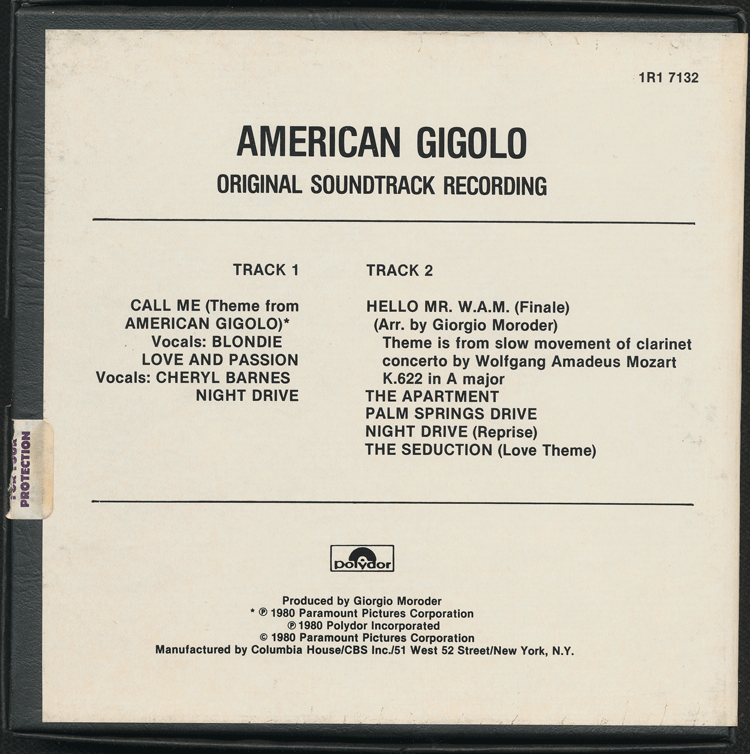 1R1 7132
AMERICAN GIGOLO
ORIGINAL SOUNDTRACK RECORDING
TRACK 1
CALL ME (Theme from
AMERICAN GIGOLO)*
Vocals: BLONDIE
LOVE AND PASSION
Vocals: CHERYL BARNES
NIGHT DRIVE
TRACK 2
HELLO MR. W.A.M. (Finale)
(Arr. by Giorgio Moroder)
Theme is from slow movement of clarinet
concerto by Wolfgang Amadeus Mozart
K.622 in A major
THE APARTMENT
PALM SPRINGS DRIVE
NIGHT DRIVE (Reprise)
THE SEDUCTION (Love Theme)
FOR YOUR
PROTECTION
polydor
Produced by Giorgio Moroder
* ℗ 1980 Paramount Pictures Corporation
℗ 1980 Polydor Incorporated
© 1980 Paramount Pictures Corporation
Manufactured by Columbia House/CBS Inc./51 West 52 Street/New York, N.Y.